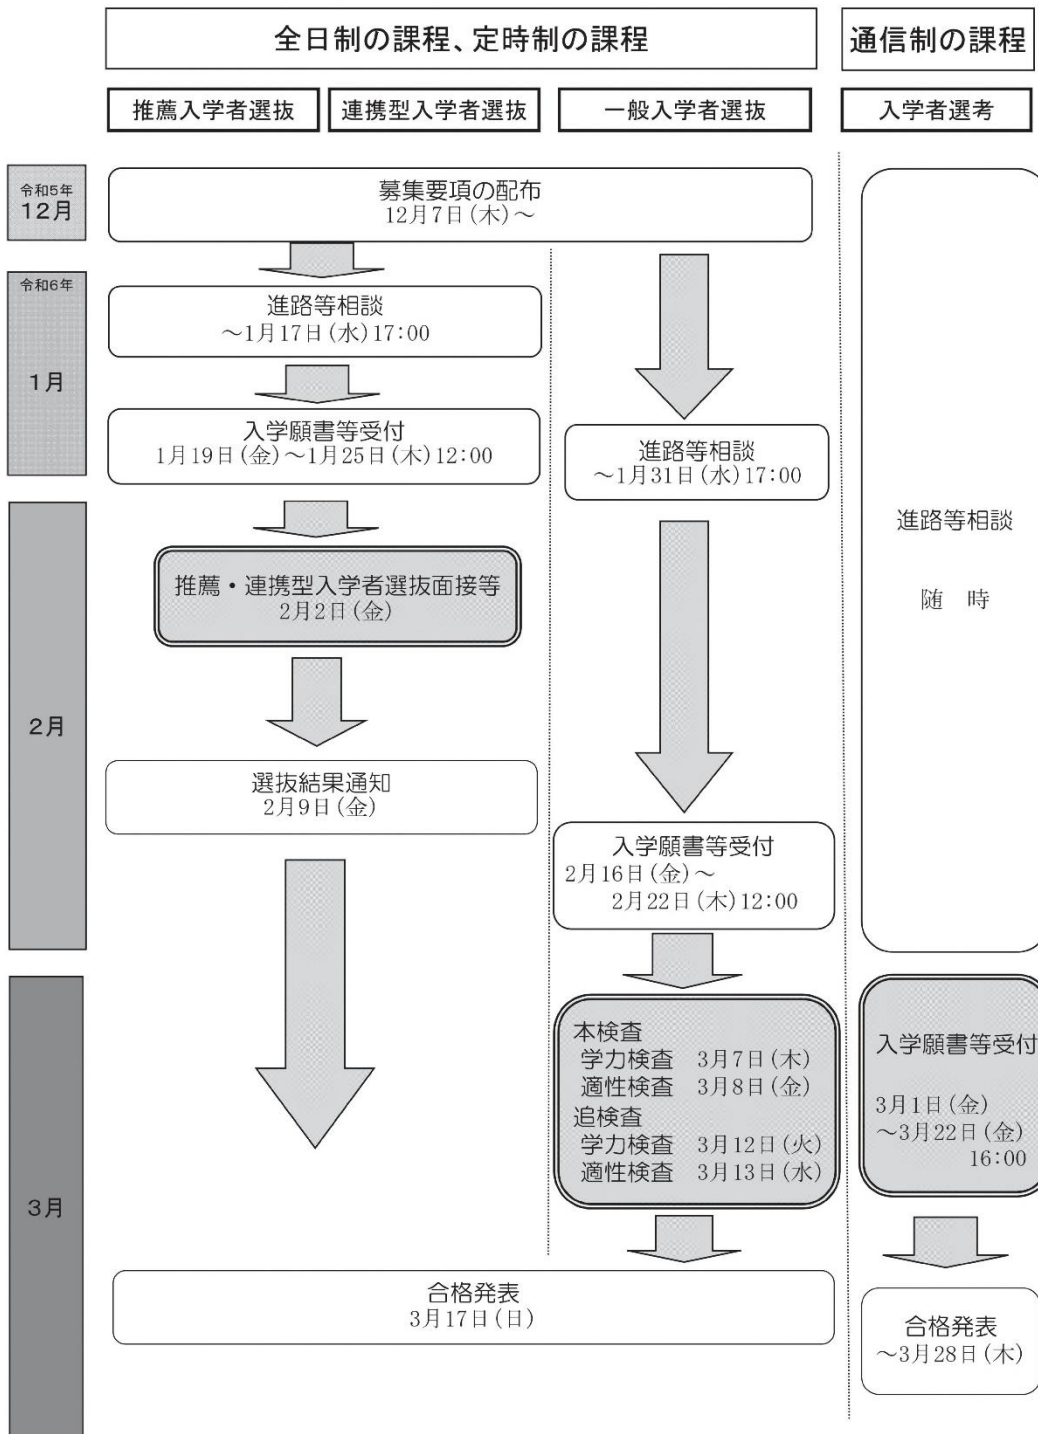 全日制の課程、定時制の課程
通信制の課程
推薦入学者選抜
連携型入学者選抜
一般入学者選抜
入学者選考
令和5年
12月
募集要項の配布
12月7日(木)～
令和6年
1月
進路等相談
～1月17日(水)17:00
入学願書等受付
1月19日(金)～1月25日(木)12:00
進路等相談
～1月31日(水)17:00
進路等相談
随　時
2月
推薦・連携型入学者選抜面接等
2月2日(金)
選抜結果通知
2月9日(金)
入学願書等受付
2月16日(金)～
2月22日(木)12:00
3月
本検査
学力検査　3月7日(木)
適性検査　3月8日(金)
追検査
学力検査　3月12日(火)
適性検査　3月13日(水)
入学願書等受付
3月1日(金)
～3月22日(金)
16:00
合格発表
3月17日(日)
合格発表
～3月28日(木)